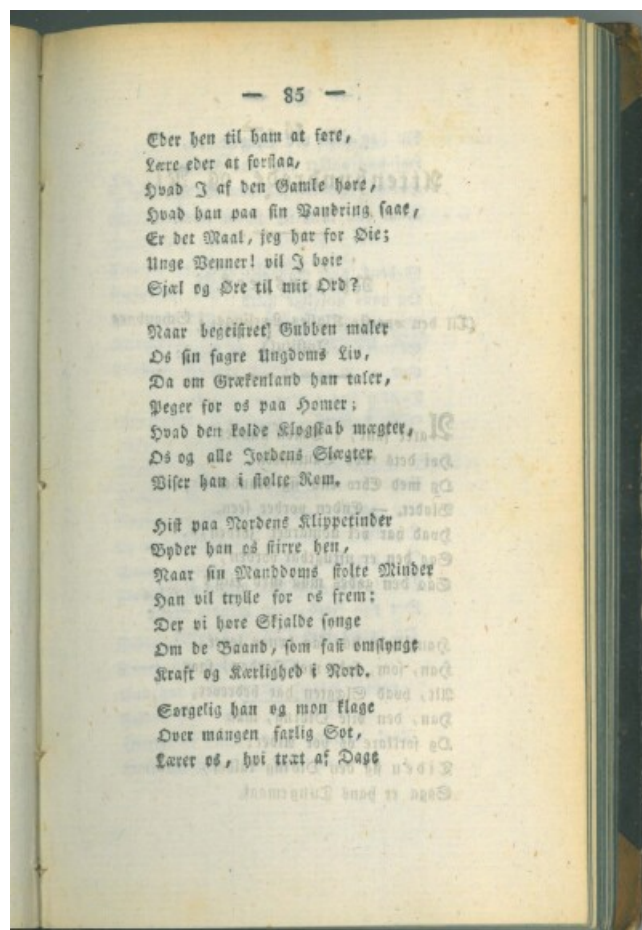 — 85 —
Eder hen til ham at føre,
Lære eder at forstaa,
Hvad I af den Gamle høre,
Hvad han paa sin Vandring saae,
Er det Maal, jeg har for Øie;
Unge Venner! vil I bøie
Sjæl og Øre til mit Ord?
Naar begeistret Gubben maler
Os sin fagre Ungdoms Liv,
Da om Grækenland han taler,
Peger for os paa Homer;
Hvad den kolde Klogskab mægter,
Os og alle Jordens Slægter
Viser han i stolte Rom.
Hist paa Nordens Klippetinder
Byder han os stirre hen,
Naar sin Manddoms stolte Minder
Han vil trylle for os frem;
Der vi høre Skjalde synge
Om de Baand, som fast omslynge
Kraft og Kærlighed i Nord.
Sørgelig han og mon klage
Over mangen farlig Sot,
Lærer os, hvi træt af Dage